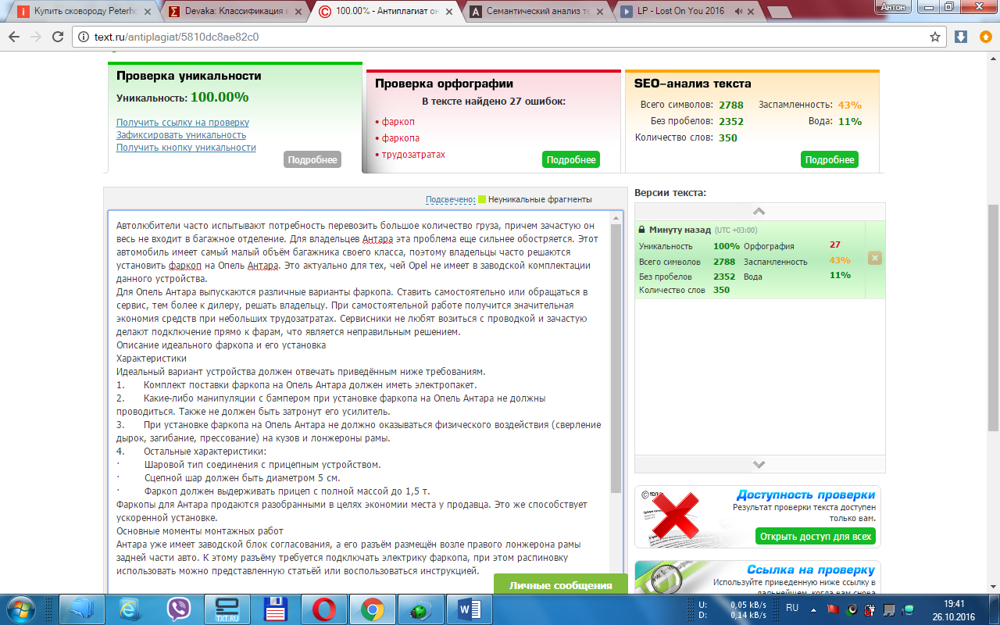 Купить сковороду Peterho
Devaka: Классификация в
100.00% - Антиплагиат он
Семантический анализ те
LP - Lost On You 2016
Антон
text.ru/antiplagiat/5810dc8ae82c0
Проверка уникальности
Уникальность: 100.00%
Получить ссылку на проверку
Зафиксировать уникальность
Получить кнопку уникальности
Подробнее
Проверка орфографии
В тексте найдено 27 ошибок:
• фаркоп
• фаркопа
• трудозатратах
Подробнее
SEO-анализ текста
Всего символов: 2788 Заспамленность: 43%
Без пробелов: 2352 Вода: 11%
Количество слов: 350
Подробнее
Подсвечено: Неуникальные фрагменты
Автолюбители часто испытывают потребность перевозить большое количество груза, причем зачастую он
весь не входит в багажное отделение. Для владельцев Антара эта проблема еще сильнее обостряется. Этот
автомобиль имеет самый малый объём багажника своего класса, поэтому владельцы часто решаются
установить фаркоп на Опель Антара. Это актуально для тех, чей Opel не имеет в заводской комплектации
данного устройства.
Для Опель Антара выпускаются различные варианты фаркопа. Ставить самостоятельно или обращаться в
сервис, тем более к дилеру, решать владельцу. При самостоятельной работе получится значительная
экономия средств при небольших трудозатратах. Сервисники не любят возиться с проводкой и зачастую
делают подключение прямо к фарам, что является неправильным решением.
Описание идеального фаркопа и его установка
Характеристики
Идеальный вариант устройства должен отвечать приведённым ниже требованиям.
1. Комплект поставки фаркопа на Опель Антара должен иметь электропакет.
2. Какие-либо манипуляции с бампером при установке фаркопа на Опель Антара не должны
проводиться. Также не должен быть затронут его усилитель.
3. При установке фаркопа на Опель Антара не должно оказываться физического воздействия (сверление
дырок, загибание, прессование) на кузов и лонжероны рамы.
4. Остальные характеристики:
· Шаровой тип соединения с прицепным устройством.
· Сцепной шар должен быть диаметром 5 см.
· Фаркоп должен выдерживать прицеп с полной массой до 1,5 т.
Фаркопы для Антара продаются разобранными в целях экономии места у продавца. Это же способствует
ускоренной установке.
Основные моменты монтажных работ
Антара уже имеет заводской блок согласования, а его разъём размещён возле правого лонжерона рамы
задней части авто. К этому разъёму требуется подключать электрику фаркопа, при этом распиновку
использовать можно представленную статьёй или воспользоваться инструкцией.
Версии текста:
Минуту назад (UTC +03:00)
Уникальность 100% Орфография 27
Всего символов 2788 Заспамленность 43%
Без пробелов 2352 Вода 11%
Количество слов 350
Доступность проверки
Результат проверки текста доступен
только вам.
Открыть доступ для всех
Ссылка на проверку
Используйте приведенную ниже ссылку в
дальнейшем, когда вам снова
Личные сообщения
TXT.RU
U: 0,05 kB/s
D: 0,14 kB/s
RU
19:41
26.10.2016